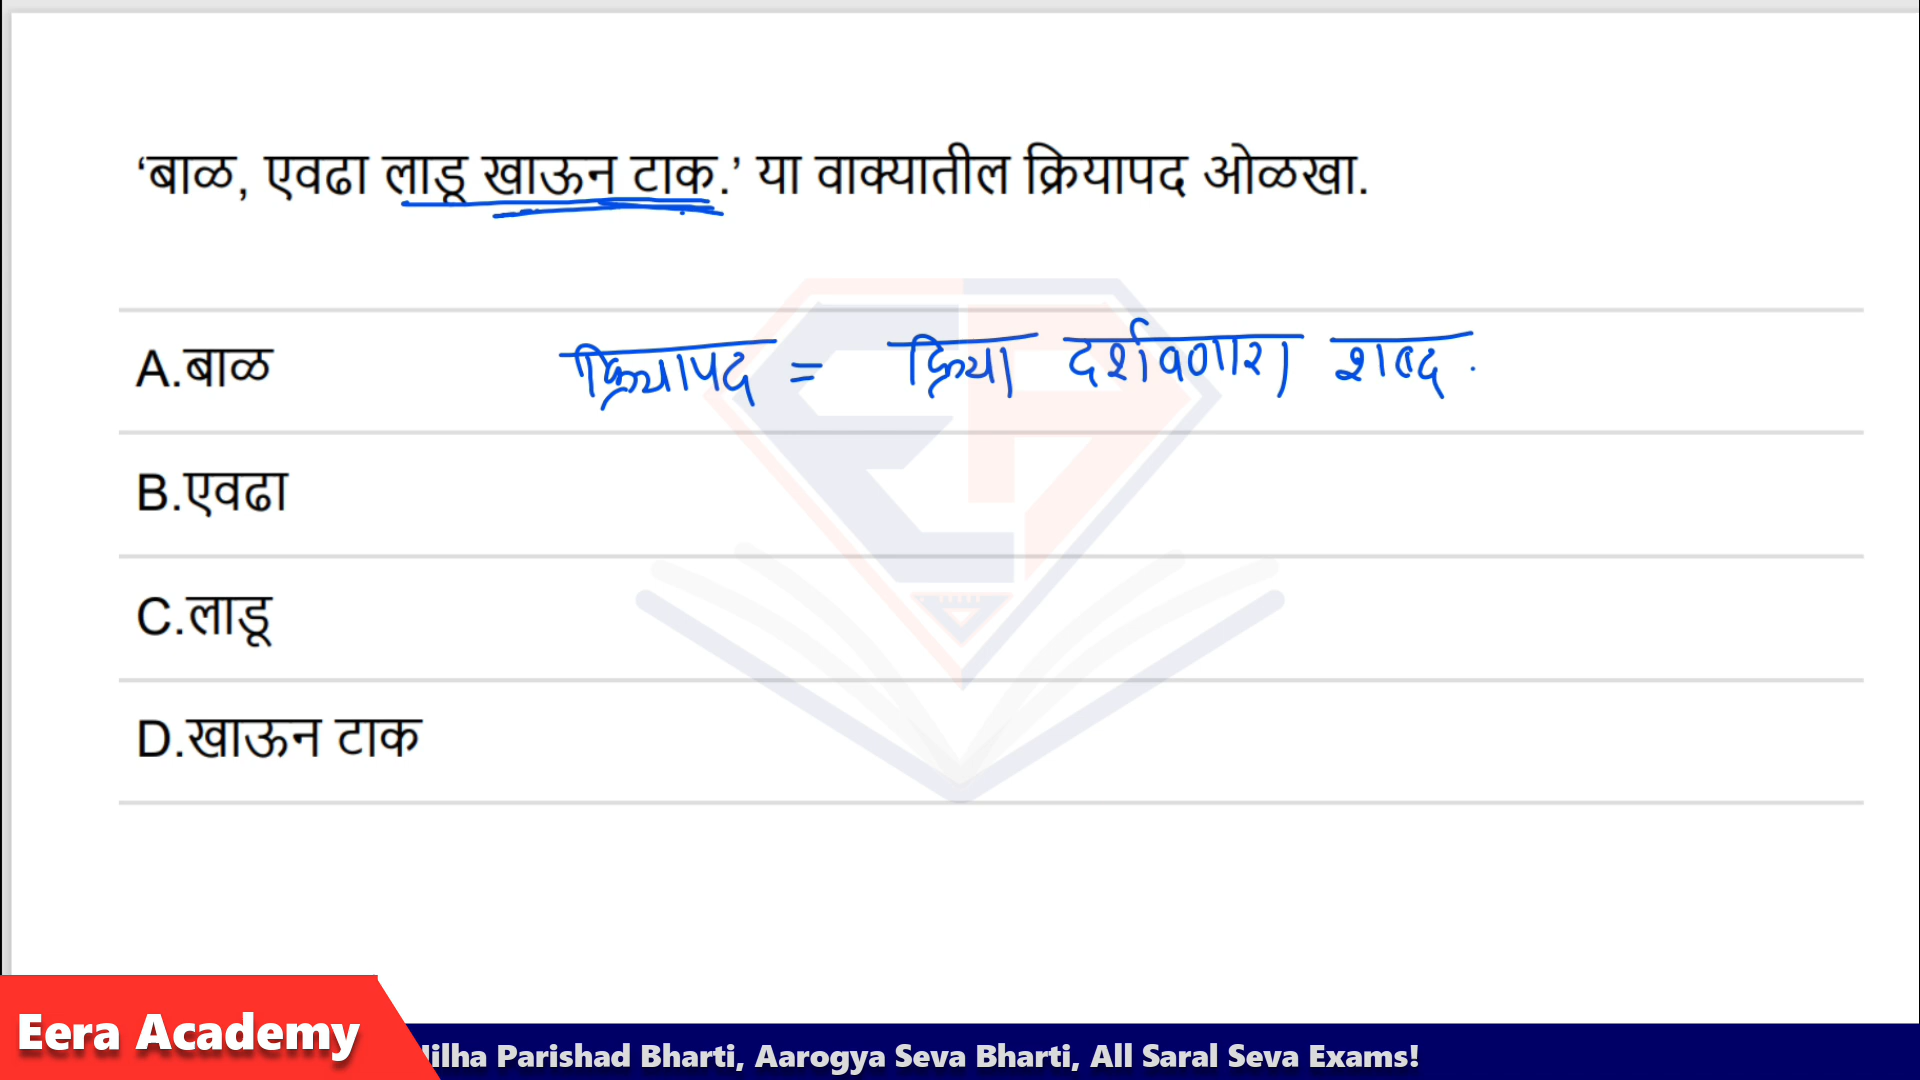 ‘बाळ, एवढा लाडू खाऊन टाक.’ या वाक्यातील क्रियापद ओळखा.
A.बाळ
क्रियापद = क्रिया दर्शवणारा शब्द.
B.एवढा
C.लाडू
D.खाऊन टाक
Eera Academy
ilha Parishad Bharti, Aarogya Seva Bharti, All Saral Seva Exams!